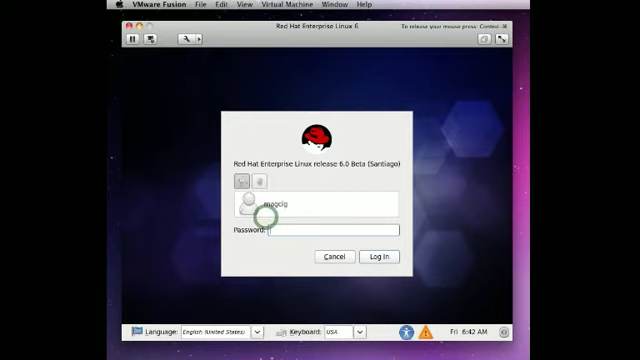 VMware Fusion File Edit View Virtual Machine Window Help
Red Hat Enterprise Linux 6
To release your mouse press: Control-⌘
Red Hat Enterprise Linux release 6.0 Beta (Santiago)
maqcig
Password:
Cancel Log In
Language: English (United States) Keyboard: USA Fri 6:42 AM